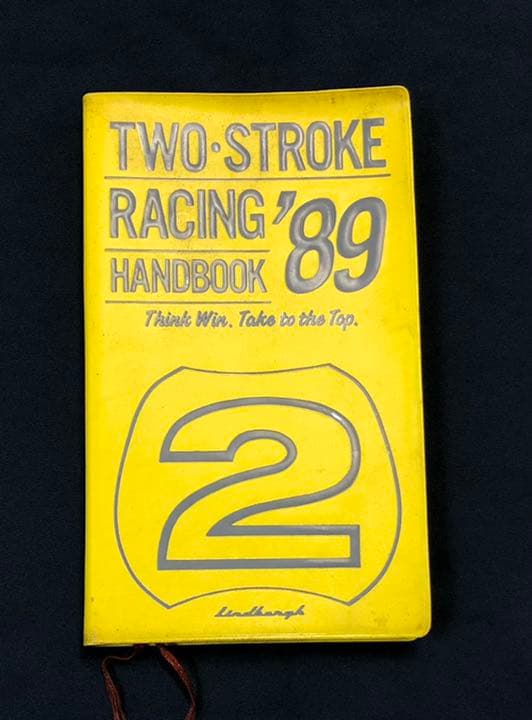 TWO·STROKE
RACING '89
HANDBOOK
Think Win. Take to the Top.
2
Lindbergh